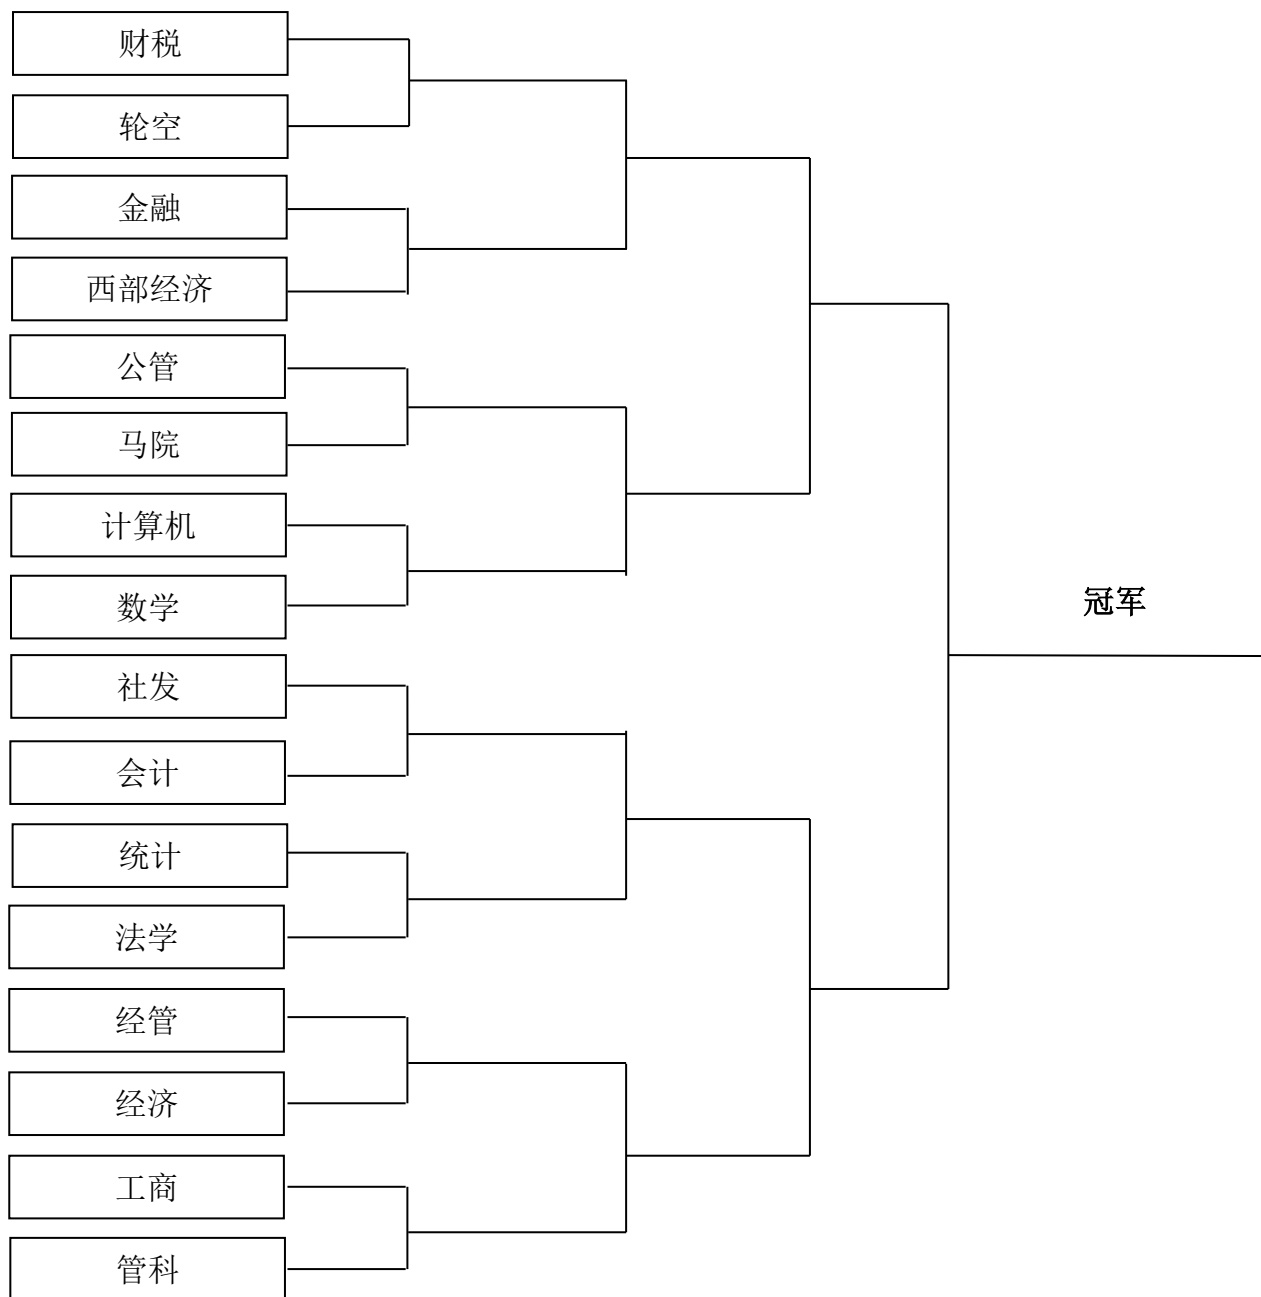 财税
轮空
金融
西部经济
公管
马院
计算机
数学
冠军
社发
会计
统计
法学
经管
经济
工商
管科